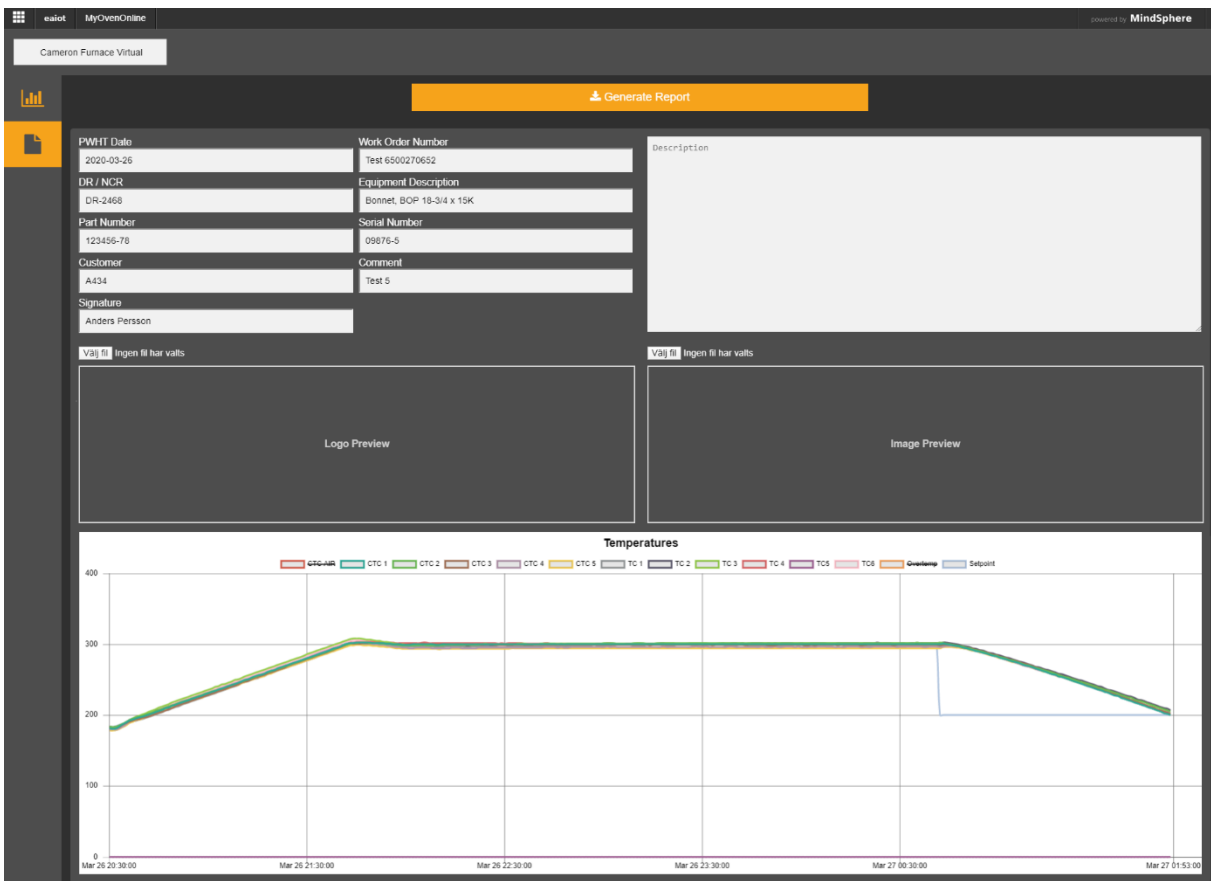 eaiot MyOvenOnline powered by MindSphere
Cameron Furnace Virtual
Generate Report
PWHT Date
2020-03-26
Work Order Number
Test 6500270652
DR / NCR
DR-2468
Equipment Description
Bonnet, BOP 18-3/4 x 15K
Part Number
123456-78
Serial Number
09876-5
Customer
A434
Comment
Test 5
Signature
Anders Persson
Description
Välj fil Ingen fil har valts
Logo Preview
Välj fil Ingen fil har valts
Image Preview
Temperatures
CTC AIR CTC 1 CTC 2 CTC 3 CTC 4 CTC 5 TC 1 TC 2 TC 3 TC 4 TC5 TC6 Overtemp Setpoint
400
300
200
100
0
Mar 26 20:30:00 Mar 26 21:30:00 Mar 26 22:30:00 Mar 26 23:30:00 Mar 27 00:30:00 Mar 27 01:53:00